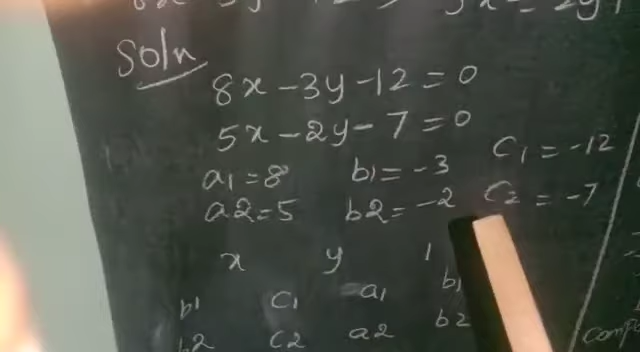 Soln
8x - 3y - 12 = 0
5x - 2y - 7 = 0
a1 = 8 b1 = -3 C1 = -12
a2 = 5 b2 = -2 C2 = -7
x y 1
b1 C1 a1 b1
b2 C2 a2 b2